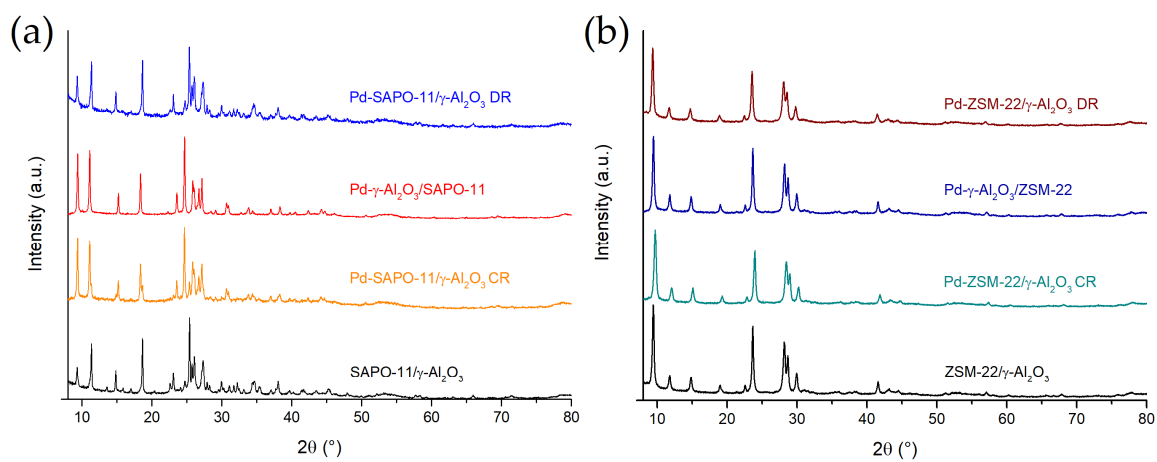 (a)
Intensity (a.u.)
Pd-SAPO-11/γ-Al₂O₃ DR
Pd-γ-Al₂O₃/SAPO-11
Pd-SAPO-11/γ-Al₂O₃ CR
SAPO-11/γ-Al₂O₃
10 20 30 40 50 60 70 80
2θ (°)
(b)
Intensity (a.u.)
Pd-ZSM-22/γ-Al₂O₃ DR
Pd-γ-Al₂O₃/ZSM-22
Pd-ZSM-22/γ-Al₂O₃ CR
ZSM-22/γ-Al₂O₃
10 20 30 40 50 60 70 80
2θ (°)